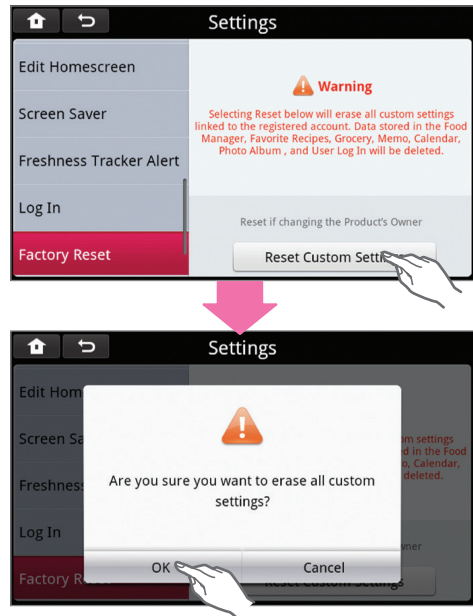 Settings
Edit Homescreen
Screen Saver
Freshness Tracker Alert
Log In
Factory Reset
Warning
Selecting Reset below will erase all custom settings
linked to the registered account. Data stored in the Food
Manager, Favorite Recipes, Grocery, Memo, Calendar,
Photo Album , and User Log In will be deleted.
Reset if changing the Product's Owner
Reset Custom Setti
Settings
Edit Hom
Screen Sa
Freshness
Log In
Factory R
om settings
d in the Food
o, Calendar,
deleted.
wner
Are you sure you want to erase all custom
settings?
OK
Cancel
Reset Custom Settings